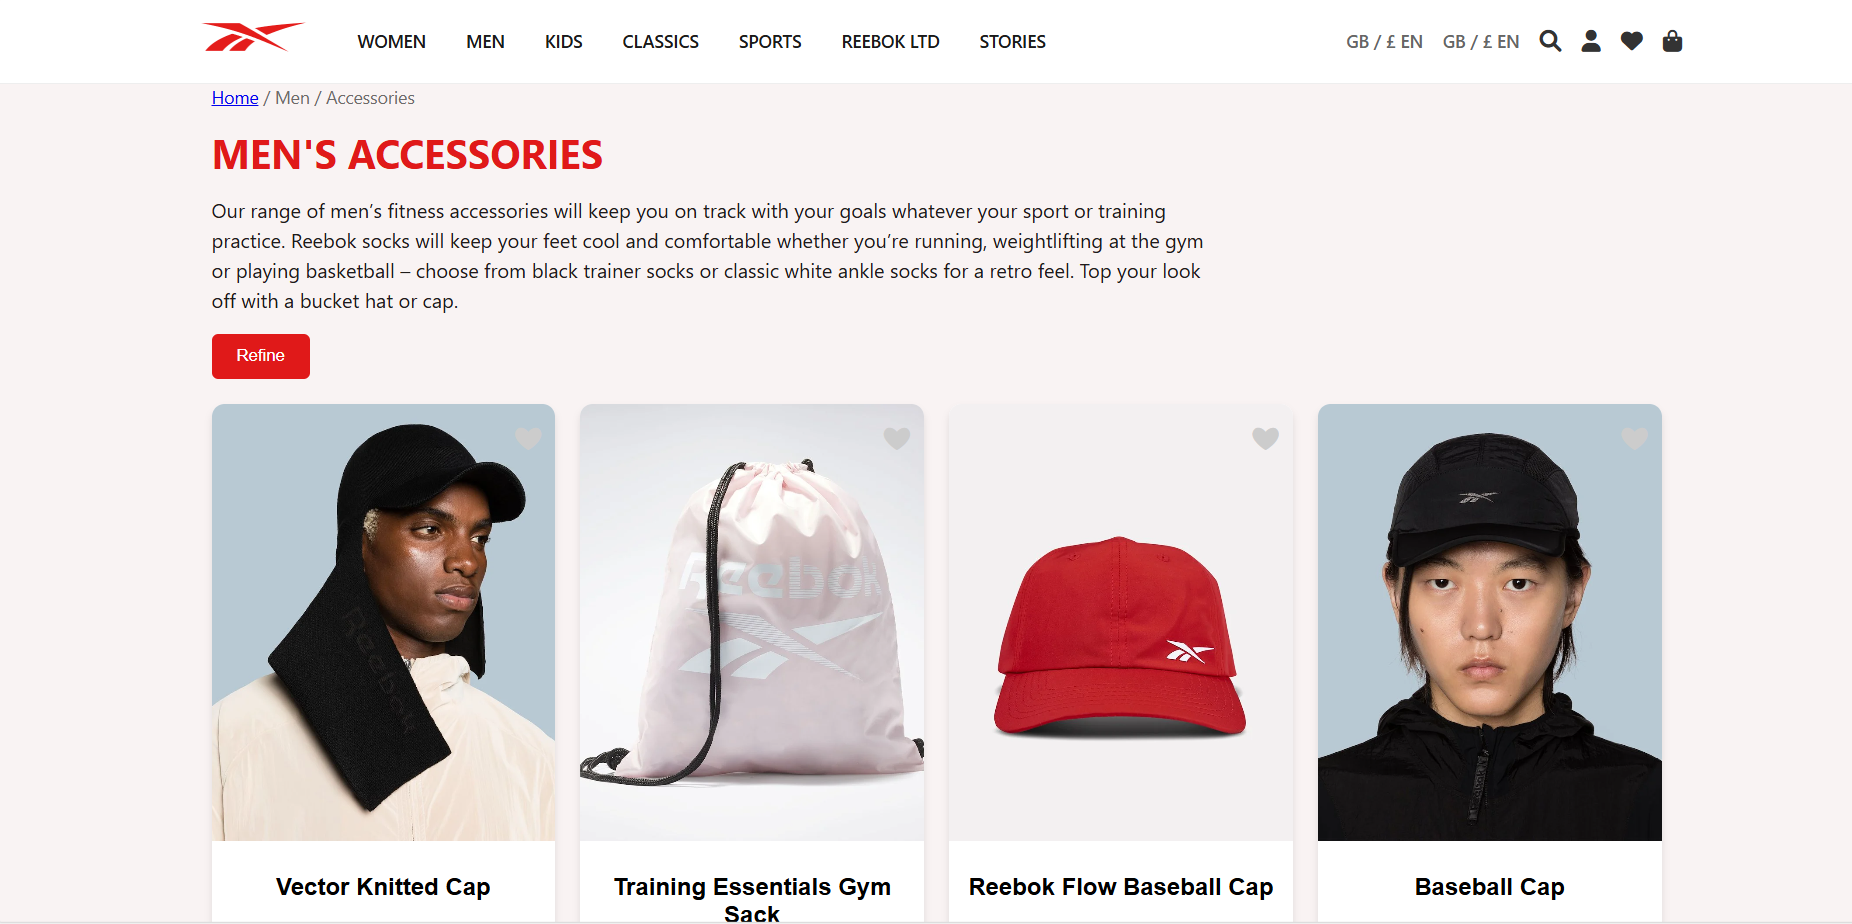 WOMEN MEN KIDS CLASSICS SPORTS REEBOK LTD STORIES GB / £ EN GB / £ EN
Home / Men / Accessories
MEN'S ACCESSORIES
Our range of men’s fitness accessories will keep you on track with your goals whatever your sport or training
practice. Reebok socks will keep your feet cool and comfortable whether you’re running, weightlifting at the gym
or playing basketball – choose from black trainer socks or classic white ankle socks for a retro feel. Top your look
off with a bucket hat or cap.
Refine
Reebok
Reebok
Vector Knitted Cap
Training Essentials Gym
Sack
Reebok Flow Baseball Cap
Baseball Cap